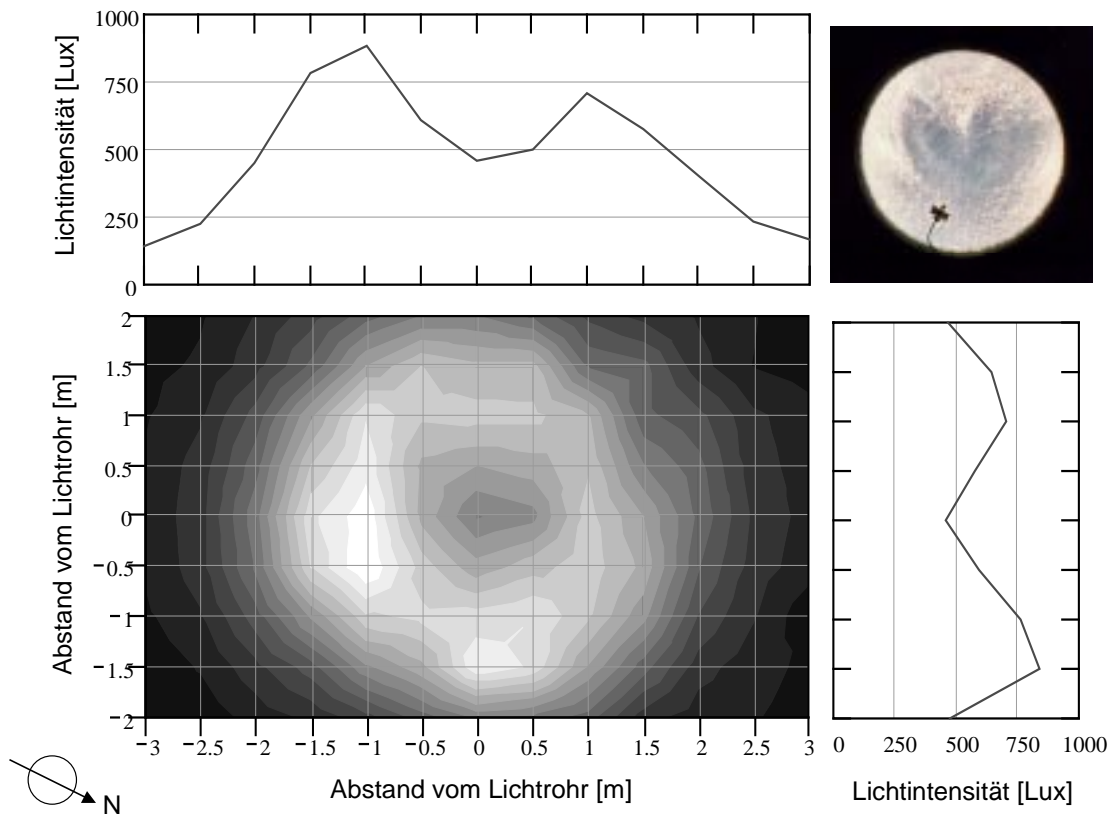 1000
750
500
250
0
Lichtintensität [Lux]
2
1.5
1
0.5
0
−0.5
−1
−1.5
−2
Abstand vom Lichtrohr [m]
−3 −2.5 −2 −1.5 −1 −0.5 0 0.5 1 1.5 2 2.5 3
Abstand vom Lichtrohr [m]
0 250 500 750 1000
Lichtintensität [Lux]
N